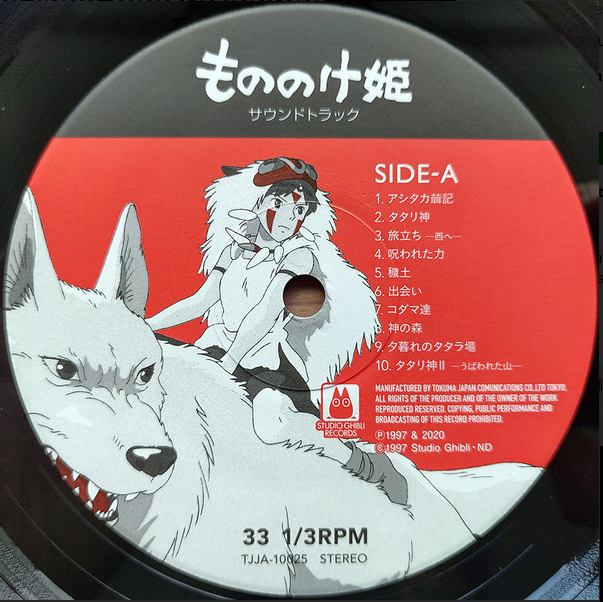 もののけ姫
サウンドトラック
SIDE-A
1. アシタカ𦻙記
2. タタリ神
3. 旅立ち —西へ—
4. 呪われた力
5. 穢土
6. 出会い
7. コダマ達
8. 神の森
9. 夕暮れのタタラ場
10. タタリ神II —うばわれた山—
MANUFACTURED BY TOKUMA JAPAN COMUNICATIONS CO.,LTD TOKYO.
ALL RIGHTS OF THE PRODUCER AND OF THE OWNER OF THE WORK
REPRODUCED RESERVED. COPYING, PUBLIC PERFORMANCE AND
BROADCASTING OF THIS RECORD PROHIBITED.
STUDIO GHIBLI
RECORDS
Ⓟ1997 & 2020
©1997 Studio Ghibli・ND
33 1/3RPM
TJJA-10025 STEREO